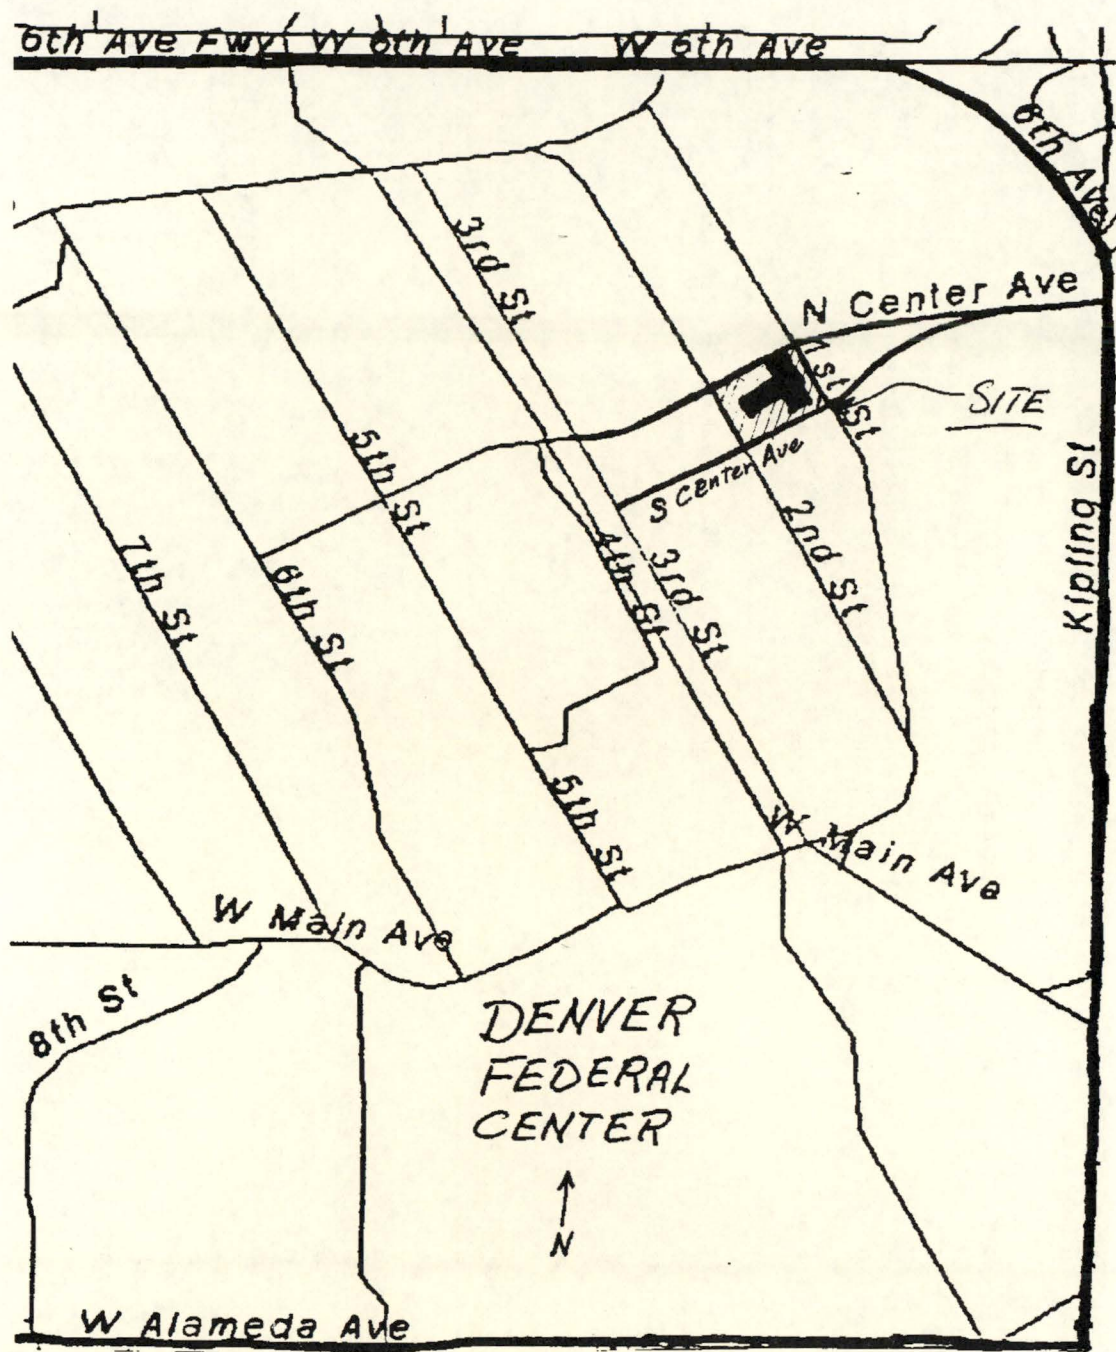 6th Ave Fwy
W 6th Ave
W 6th Ave
6th Ave
3rd St
N Center Ave
1st St
SITE
5th St
S Center Ave
2nd St
Kipling St
7th St
6th St
4th St
3rd St
5th St
W Main Ave
W Main Ave
8th St
DENVER
FEDERAL
CENTER
N
W Alameda Ave